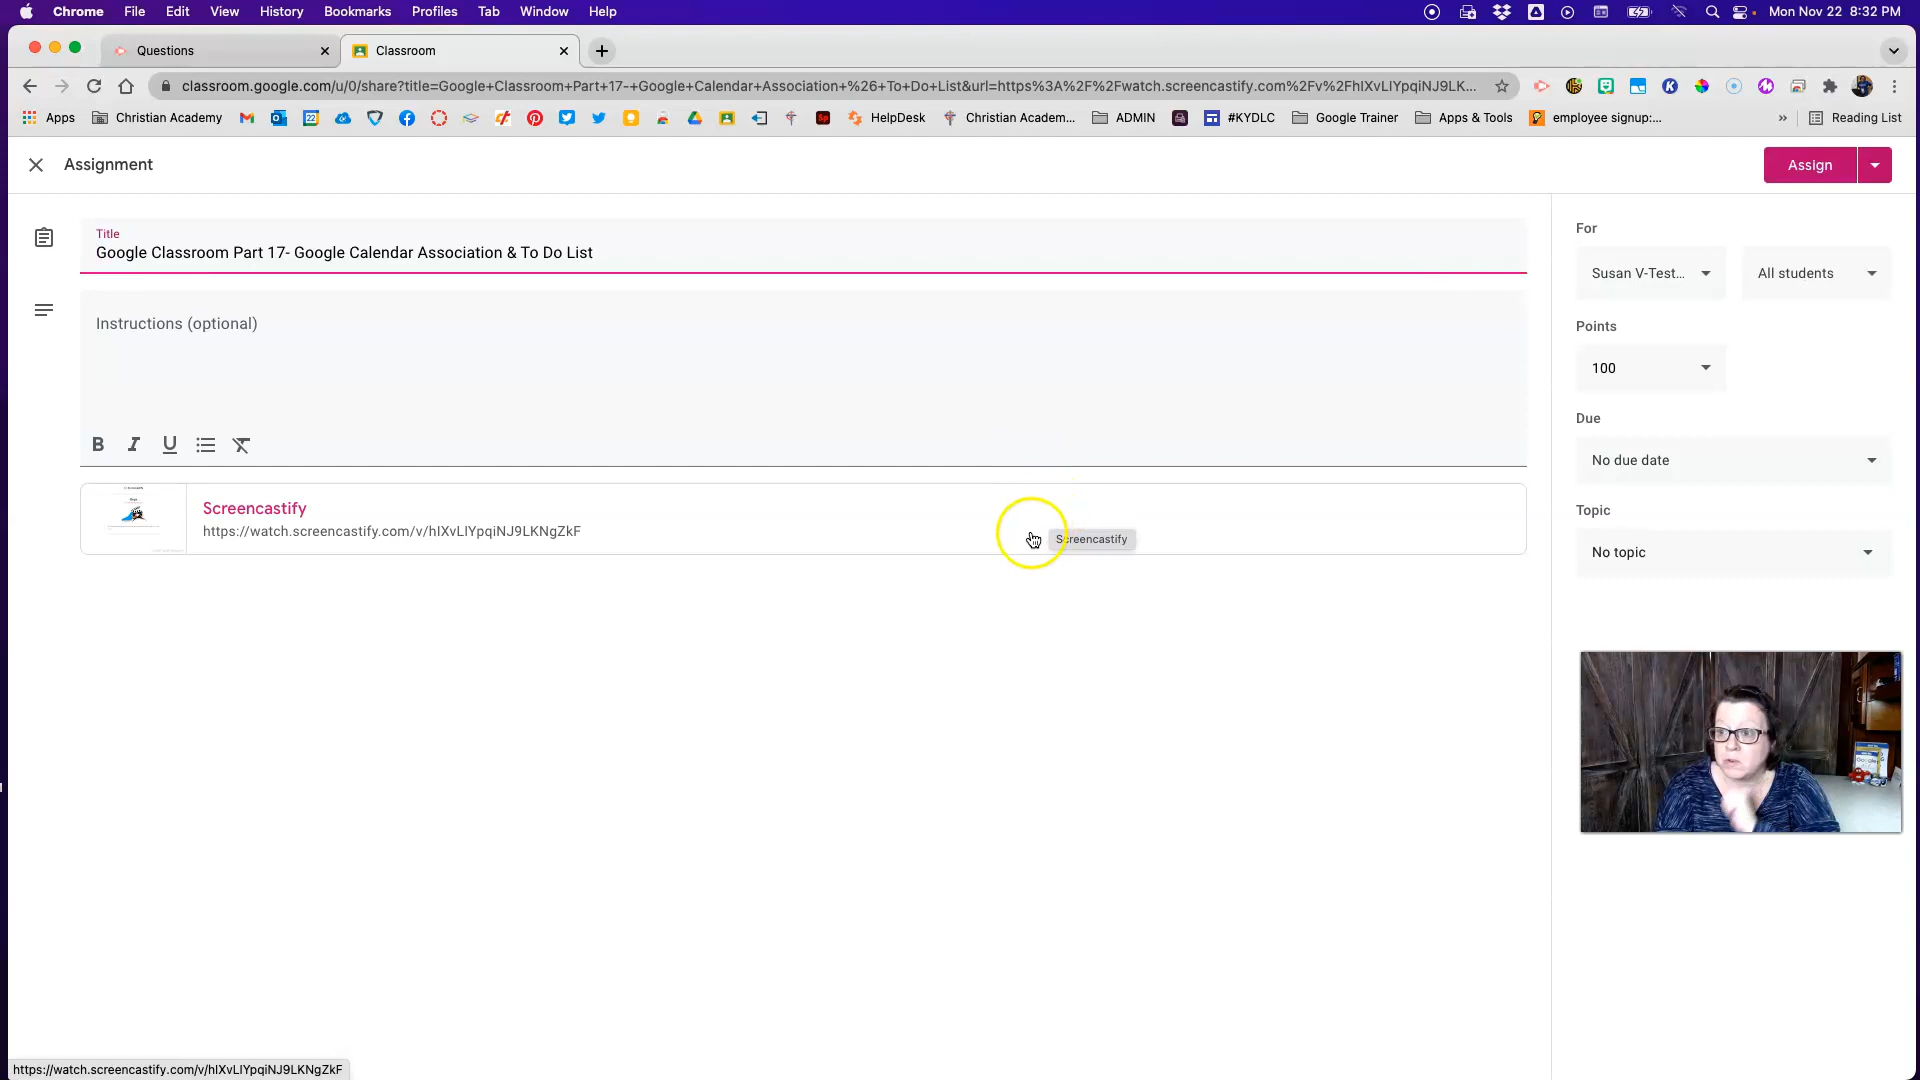 Chrome File Edit View History Bookmarks Profiles Tab Window Help Mon Nov 22 8:32 PM
Questions Classroom
classroom.google.com/u/0/share?title=Google+Classroom+Part+17-+Google+Calendar+Association+%26+To+Do+List&url=https%3A%2F%2Fwatch.screencastify.com%2Fv%2FhIXvLlYpqiNJ9LK...
Apps Christian Academy HelpDesk Christian Academ... ADMIN #KYDLC Google Trainer Apps & Tools employee signup:... » Reading List
Assignment Assign
Title
Google Classroom Part 17- Google Calendar Association & To Do List
Instructions (optional)
B I U
Screencastify
https://watch.screencastify.com/v/hIXvLlYpqiNJ9LKNgZkF
Screencastify
For
Susan V-Test... All students
Points
100
Due
No due date
Topic
No topic
https://watch.screencastify.com/v/hIXvLlYpqiNJ9LKNgZkF